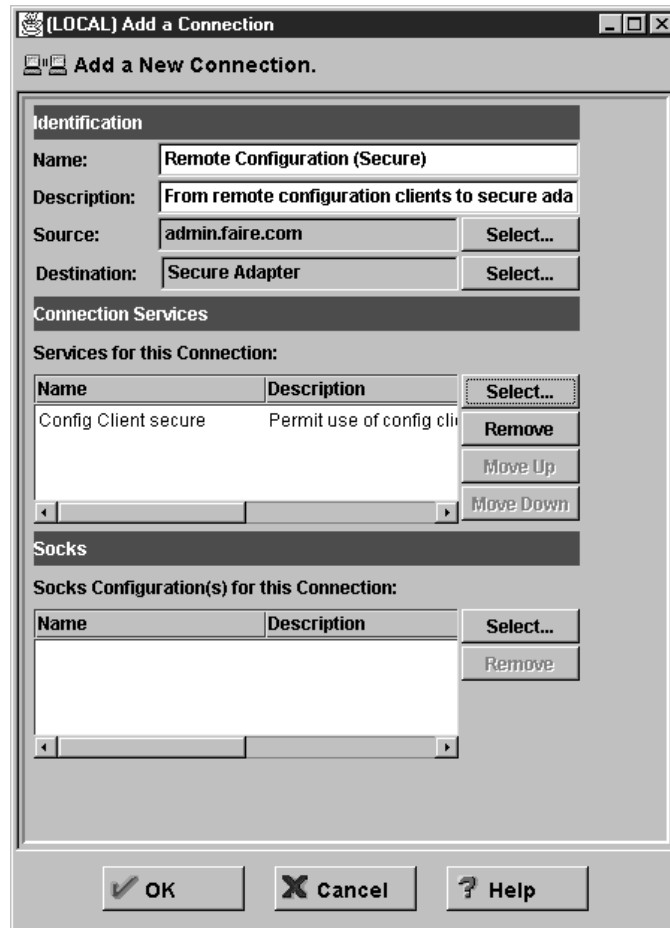 (LOCAL) Add a Connection
Add a New Connection.
Identification
Name: Remote Configuration (Secure)
Description: From remote configuration clients to secure ada
Source: admin.faire.com Select...
Destination: Secure Adapter Select...
Connection Services
Services for this Connection:
Name Description Select...
Config Client secure Permit use of config cli
Remove
Move Up
Move Down
Socks
Socks Configuration(s) for this Connection:
Name Description Select...
Remove
OK Cancel Help